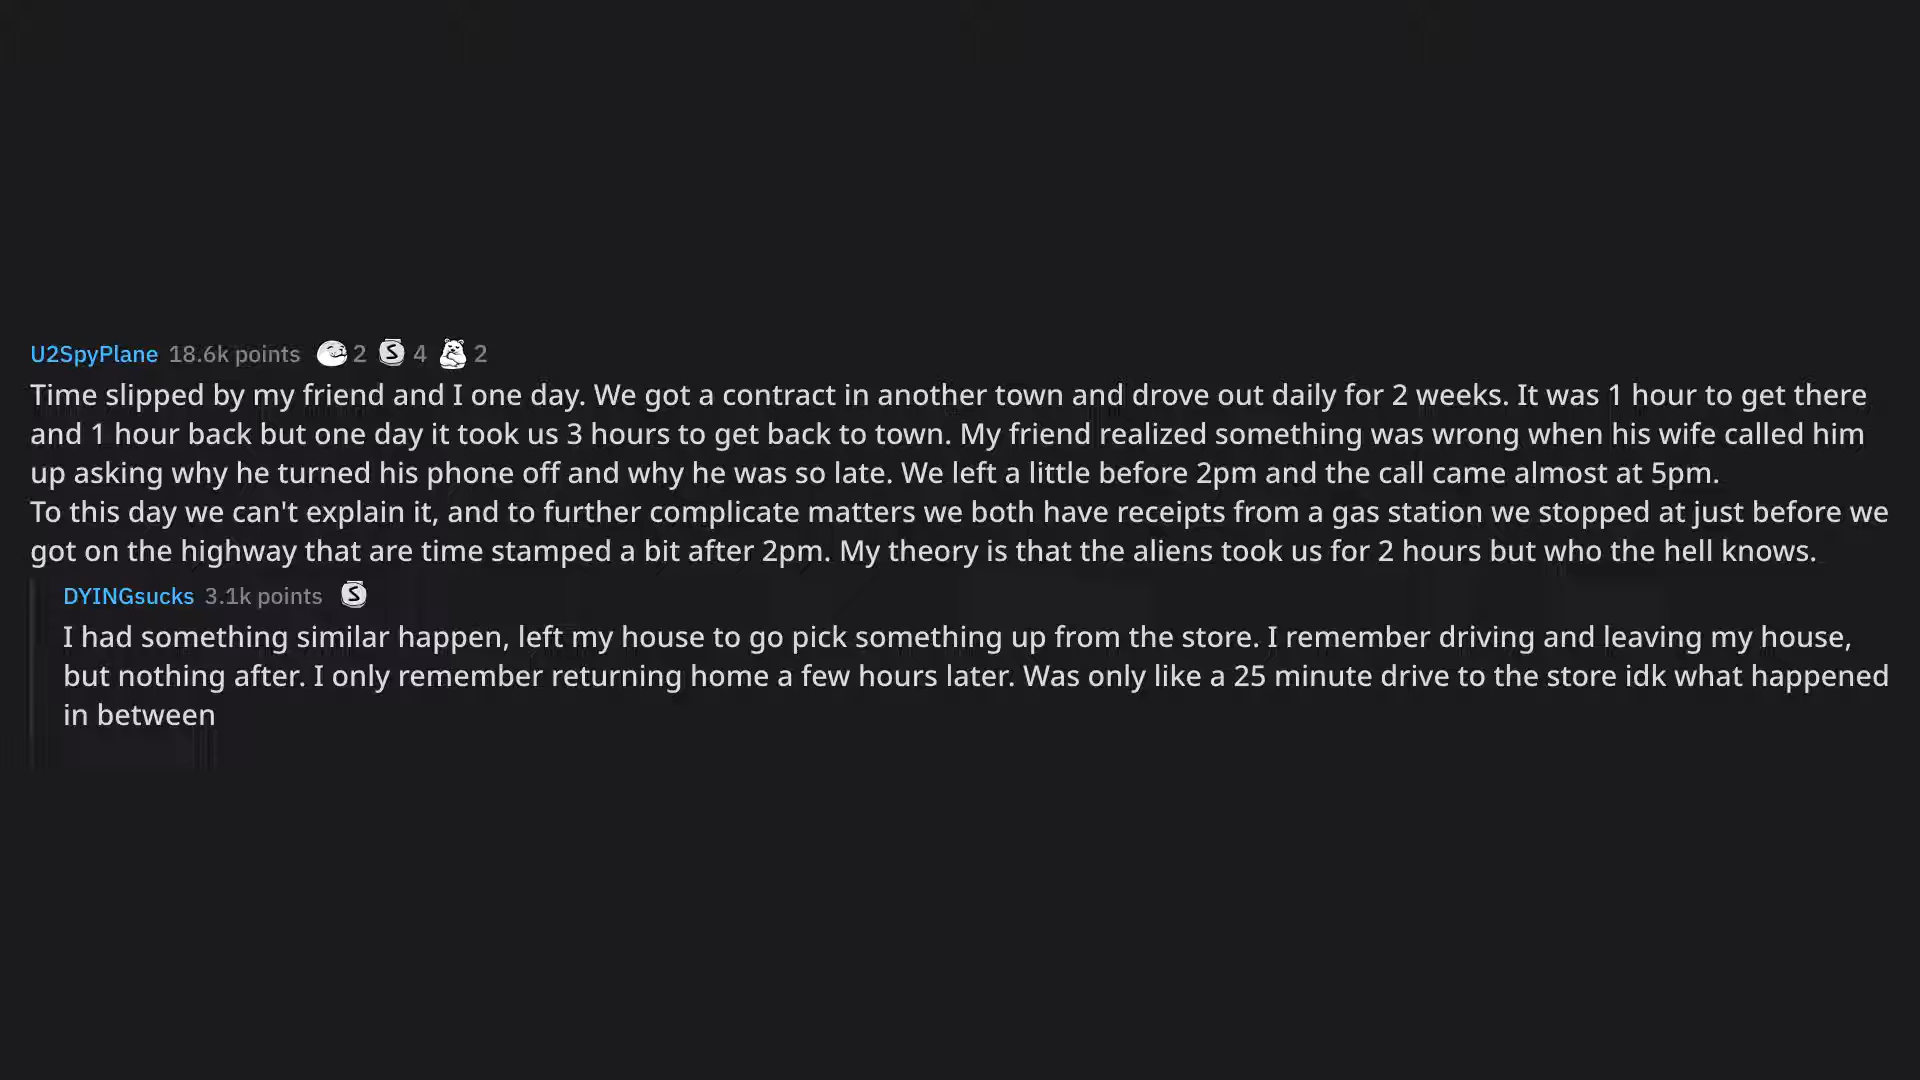 U2SpyPlane 18.6k points 2 4 2
Time slipped by my friend and I one day. We got a contract in another town and drove out daily for 2 weeks. It was 1 hour to get there
and 1 hour back but one day it took us 3 hours to get back to town. My friend realized something was wrong when his wife called him
up asking why he turned his phone off and why he was so late. We left a little before 2pm and the call came almost at 5pm.
To this day we can't explain it, and to further complicate matters we both have receipts from a gas station we stopped at just before we
got on the highway that are time stamped a bit after 2pm. My theory is that the aliens took us for 2 hours but who the hell knows.
DYINGsucks 3.1k points
I had something similar happen, left my house to go pick something up from the store. I remember driving and leaving my house,
but nothing after. I only remember returning home a few hours later. Was only like a 25 minute drive to the store idk what happened
in between